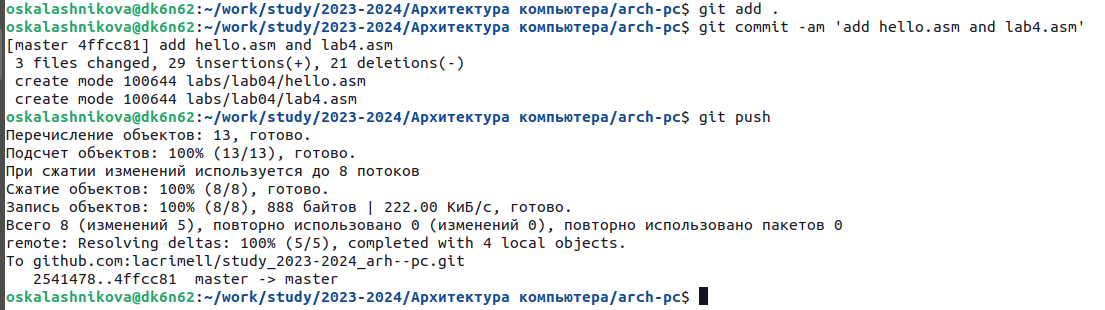 oskalashnikova@dk6n62:~/work/study/2023-2024/Архитектура компьютера/arch-pc$ git add .
oskalashnikova@dk6n62:~/work/study/2023-2024/Архитектура компьютера/arch-pc$ git commit -am 'add hello.asm and lab4.asm'
[master 4ffcc81] add hello.asm and lab4.asm
 3 files changed, 29 insertions(+), 21 deletions(-)
 create mode 100644 labs/lab04/hello.asm
 create mode 100644 labs/lab04/lab4.asm
oskalashnikova@dk6n62:~/work/study/2023-2024/Архитектура компьютера/arch-pc$ git push
Перечисление объектов: 13, готово.
Подсчет объектов: 100% (13/13), готово.
При сжатии изменений используется до 8 потоков
Сжатие объектов: 100% (8/8), готово.
Запись объектов: 100% (8/8), 888 байтов | 222.00 КиБ/с, готово.
Всего 8 (изменений 5), повторно использовано 0 (изменений 0), повторно использовано пакетов 0
remote: Resolving deltas: 100% (5/5), completed with 4 local objects.
To github.com:lacrimell/study_2023-2024_arh--pc.git
   2541478..4ffcc81  master -> master
oskalashnikova@dk6n62:~/work/study/2023-2024/Архитектура компьютера/arch-pc$